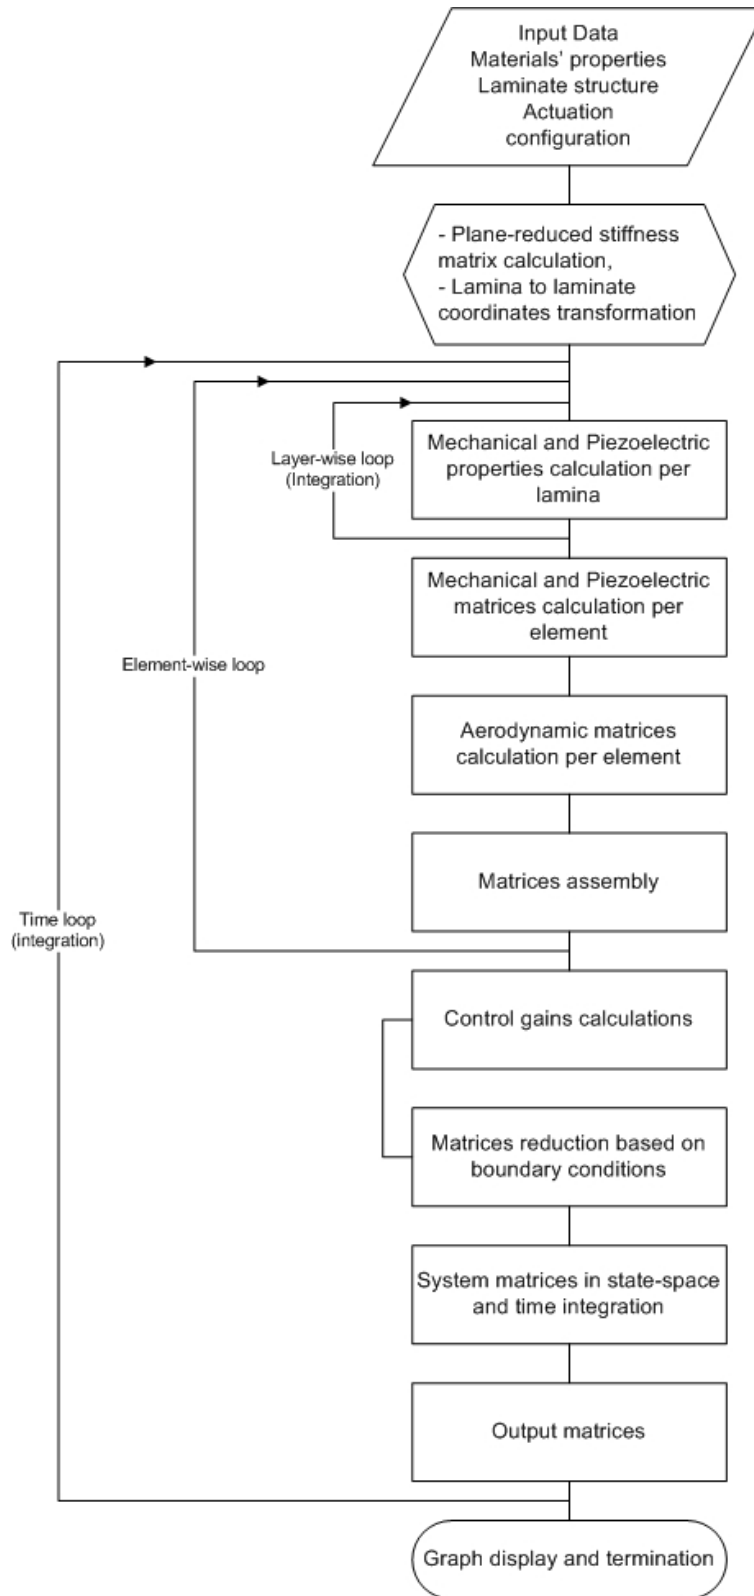 Input Data
Materials' properties
Laminate structure
Actuation
configuration
- Plane-reduced stiffness
matrix calculation,
- Lamina to laminate
coordinates transformation
Layer-wise loop
(Integration)
Mechanical and Piezoelectric
properties calculation per
lamina
Mechanical and Piezoelectric
matrices calculation per
element
Element-wise loop
Aerodynamic matrices
calculation per element
Matrices assembly
Time loop
(integration)
Control gains calculations
Matrices reduction based on
boundary conditions
System matrices in state-space
and time integration
Output matrices
Graph display and termination